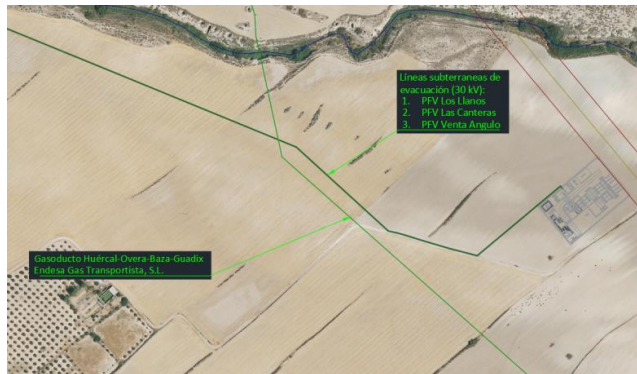 Líneas subterraneas de
evacuación (30 kV):
1. PFV Los Llanos
2. PFV Las Canteras
3. PFV Venta Angulo
Gasoducto Huércal-Overa-Baza-Guadix
Endesa Gas Transportista, S.L.